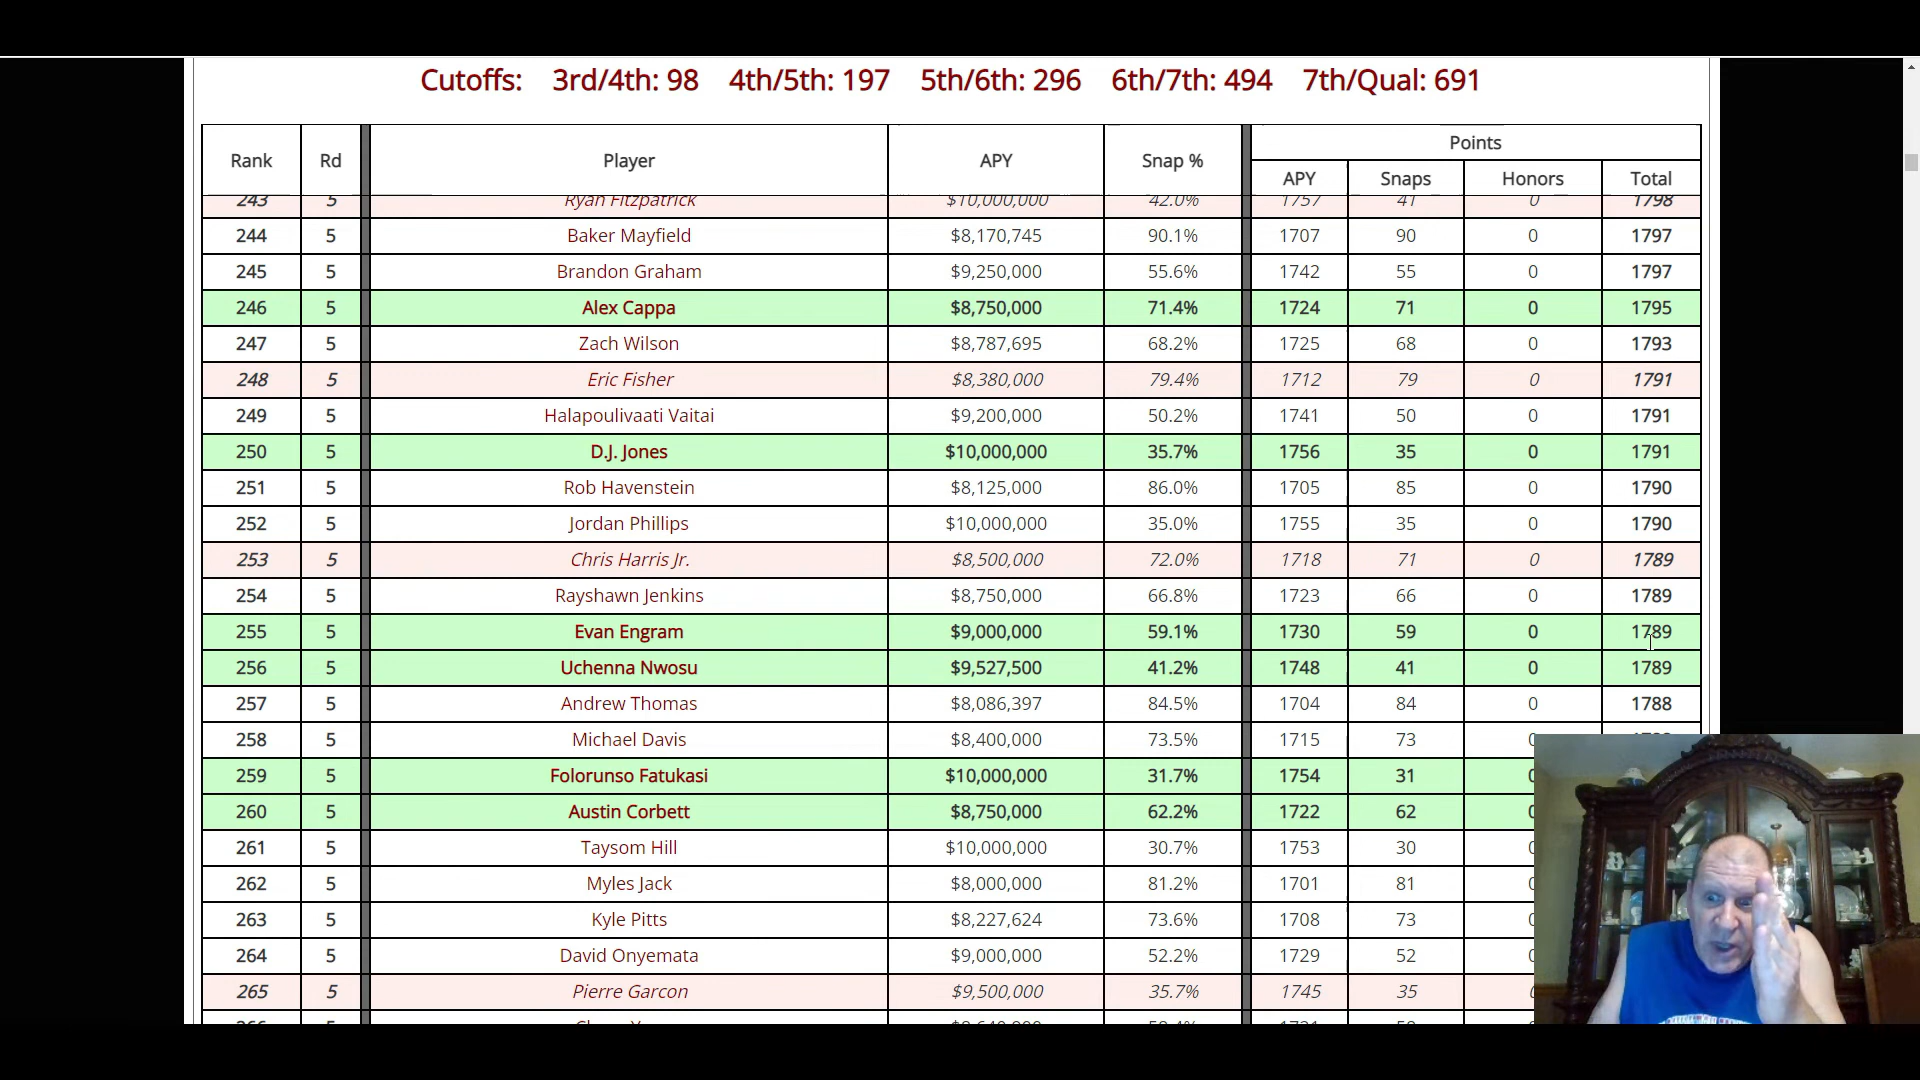 Cutoffs: 3rd/4th: 98 4th/5th: 197 5th/6th: 296 6th/7th: 494 7th/Qual: 691
Points
Rank Rd Player APY Snap %
APY Snaps Honors Total
243 5 Ryan Fitzpatrick $10,000,000 42.0% 1757 41 0 1798
244 5 Baker Mayfield $8,170,745 90.1% 1707 90 0 1797
245 5 Brandon Graham $9,250,000 55.6% 1742 55 0 1797
246 5 Alex Cappa $8,750,000 71.4% 1724 71 0 1795
247 5 Zach Wilson $8,787,695 68.2% 1725 68 0 1793
248 5 Eric Fisher $8,380,000 79.4% 1712 79 0 1791
249 5 Halapoulivaati Vaitai $9,200,000 50.2% 1741 50 0 1791
250 5 D.J. Jones $10,000,000 35.7% 1756 35 0 1791
251 5 Rob Havenstein $8,125,000 86.0% 1705 85 0 1790
252 5 Jordan Phillips $10,000,000 35.0% 1755 35 0 1790
253 5 Chris Harris Jr. $8,500,000 72.0% 1718 71 0 1789
254 5 Rayshawn Jenkins $8,750,000 66.8% 1723 66 0 1789
255 5 Evan Engram $9,000,000 59.1% 1730 59 0 1789
256 5 Uchenna Nwosu $9,527,500 41.2% 1748 41 0 1789
257 5 Andrew Thomas $8,086,397 84.5% 1704 84 0 1788
258 5 Michael Davis $8,400,000 73.5% 1715 73
259 5 Folorunso Fatukasi $10,000,000 31.7% 1754 31
260 5 Austin Corbett $8,750,000 62.2% 1722 62
261 5 Taysom Hill $10,000,000 30.7% 1753 30
262 5 Myles Jack $8,000,000 81.2% 1701 81
263 5 Kyle Pitts $8,227,624 73.6% 1708 73
264 5 David Onyemata $9,000,000 52.2% 1729 52
265 5 Pierre Garcon $9,500,000 35.7% 1745 35